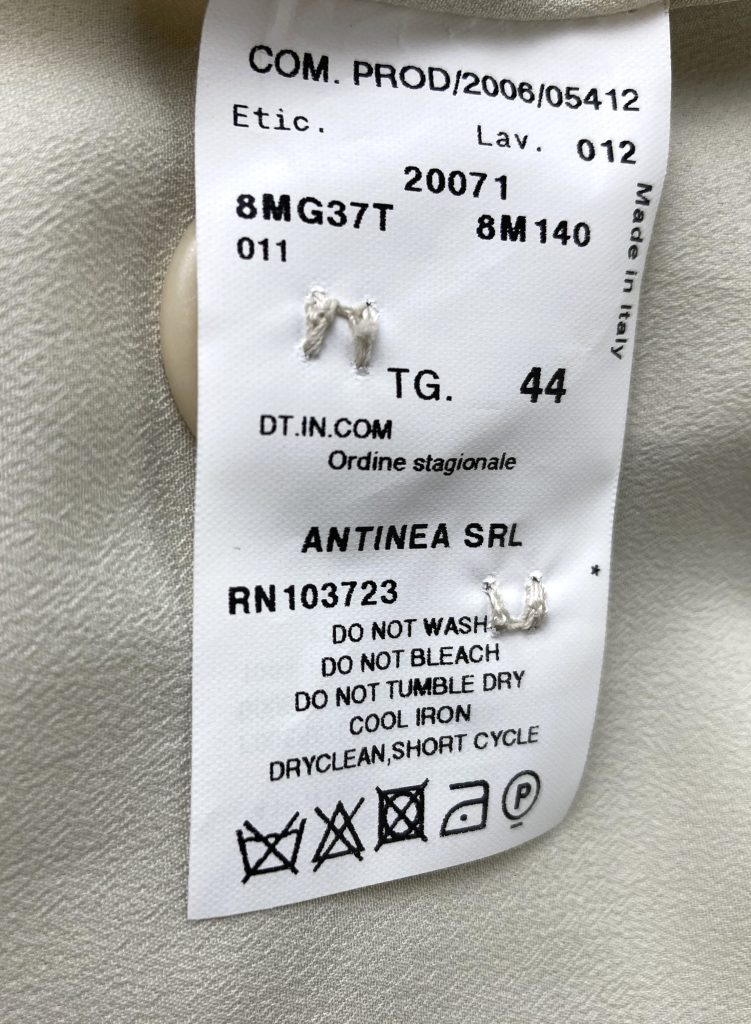 COM. PROD/2006/05412
Etic. Lav. 012
20071
8MG37T 8M140
011
Made in Italy
TG. 44
DT.IN.COM
Ordine stagionale
ANTINEA SRL
*
RN103723
DO NOT WASH
DO NOT BLEACH
DO NOT TUMBLE DRY
COOL IRON
DRYCLEAN,SHORT CYCLE
P